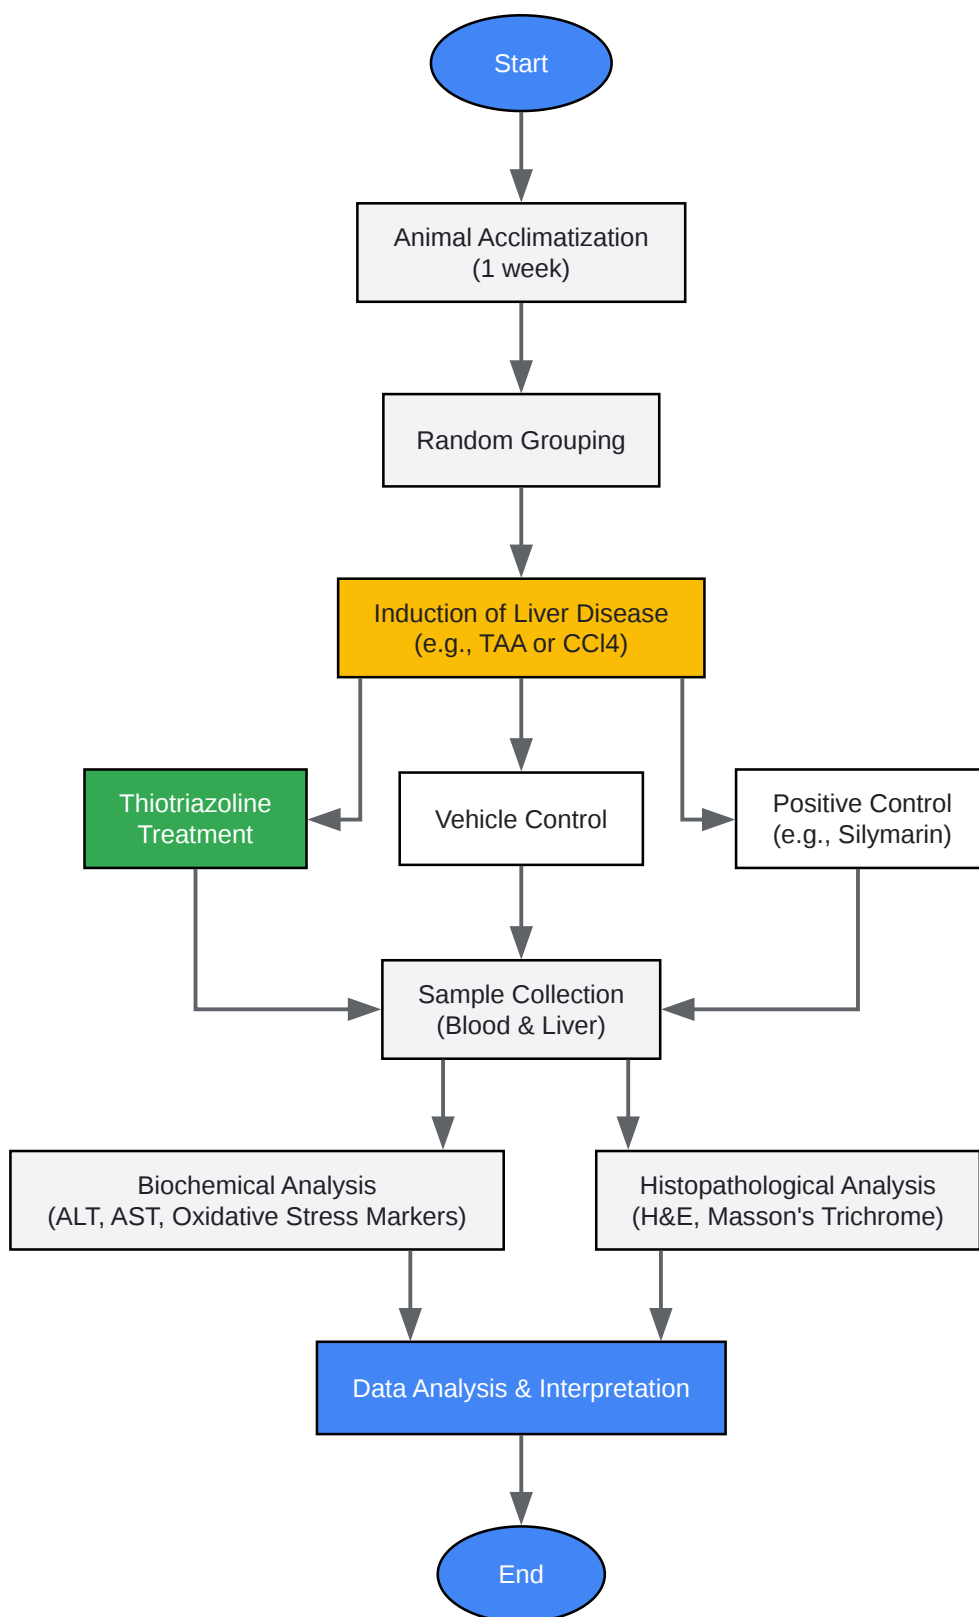 Start
Animal Acclimatization
(1 week)
Random Grouping
Induction of Liver Disease
(e.g., TAA or CCl4)
Thiotriazoline
Treatment
Vehicle Control
Positive Control
(e.g., Silymarin)
Sample Collection
(Blood & Liver)
Biochemical Analysis
(ALT, AST, Oxidative Stress Markers)
Histopathological Analysis
(H&E, Masson's Trichrome)
Data Analysis & Interpretation
End